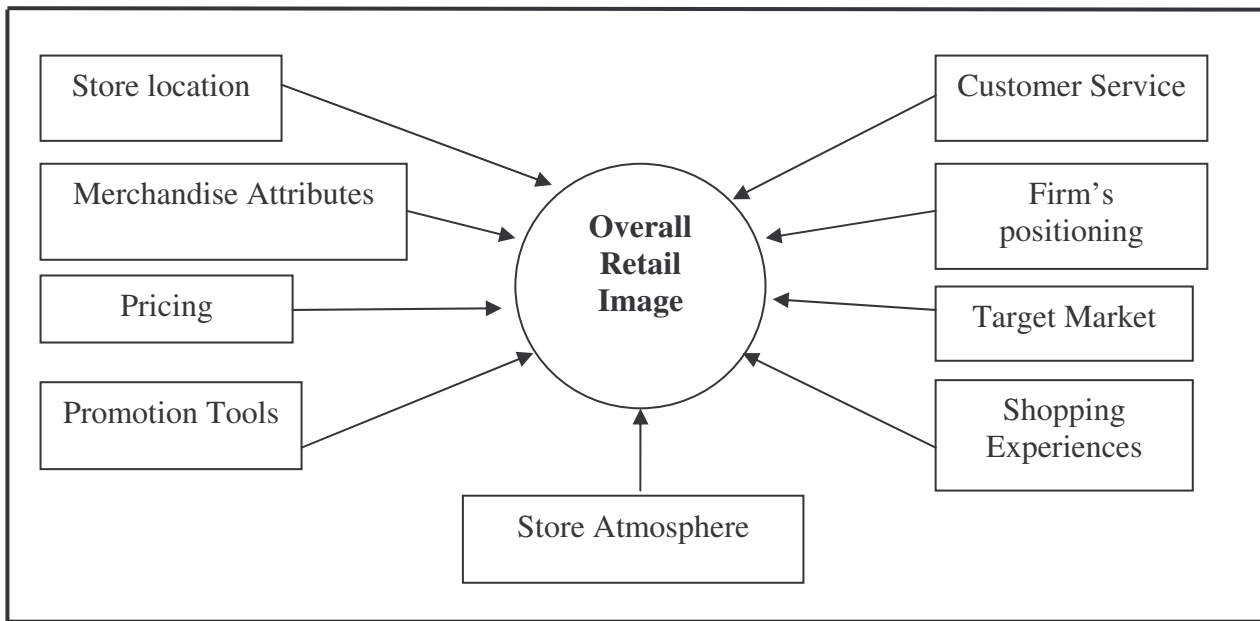 Store location
Merchandise Attributes
Pricing
Promotion Tools
Overall
Retail
Image
Store Atmosphere
Customer Service
Firm’s
positioning
Target Market
Shopping
Experiences